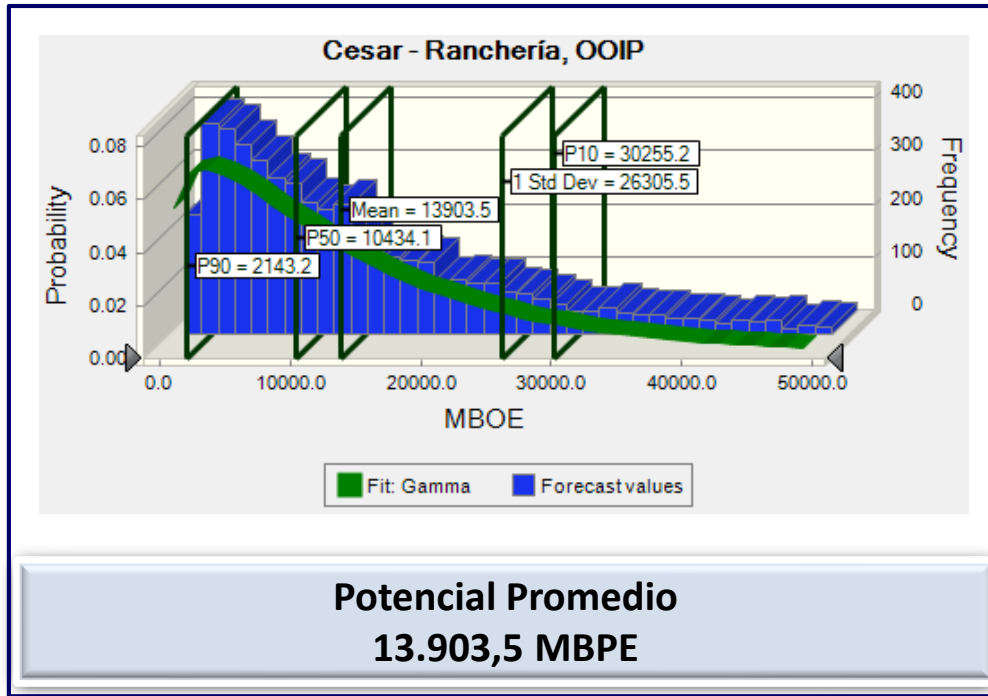 Cesar - Ranchería, OOIP
0.08
0.06
0.04
0.02
0.00
Probability
400
300
200
100
0
Frequency
P10 = 30255.2
1 Std Dev = 26305.5
Mean = 13903.5
P50 = 10434.1
P90 = 2143.2
0.0 10000.0 20000.0 30000.0 40000.0 50000.0
MBOE
Fit: Gamma Forecast values
Potencial Promedio
13.903,5 MBPE